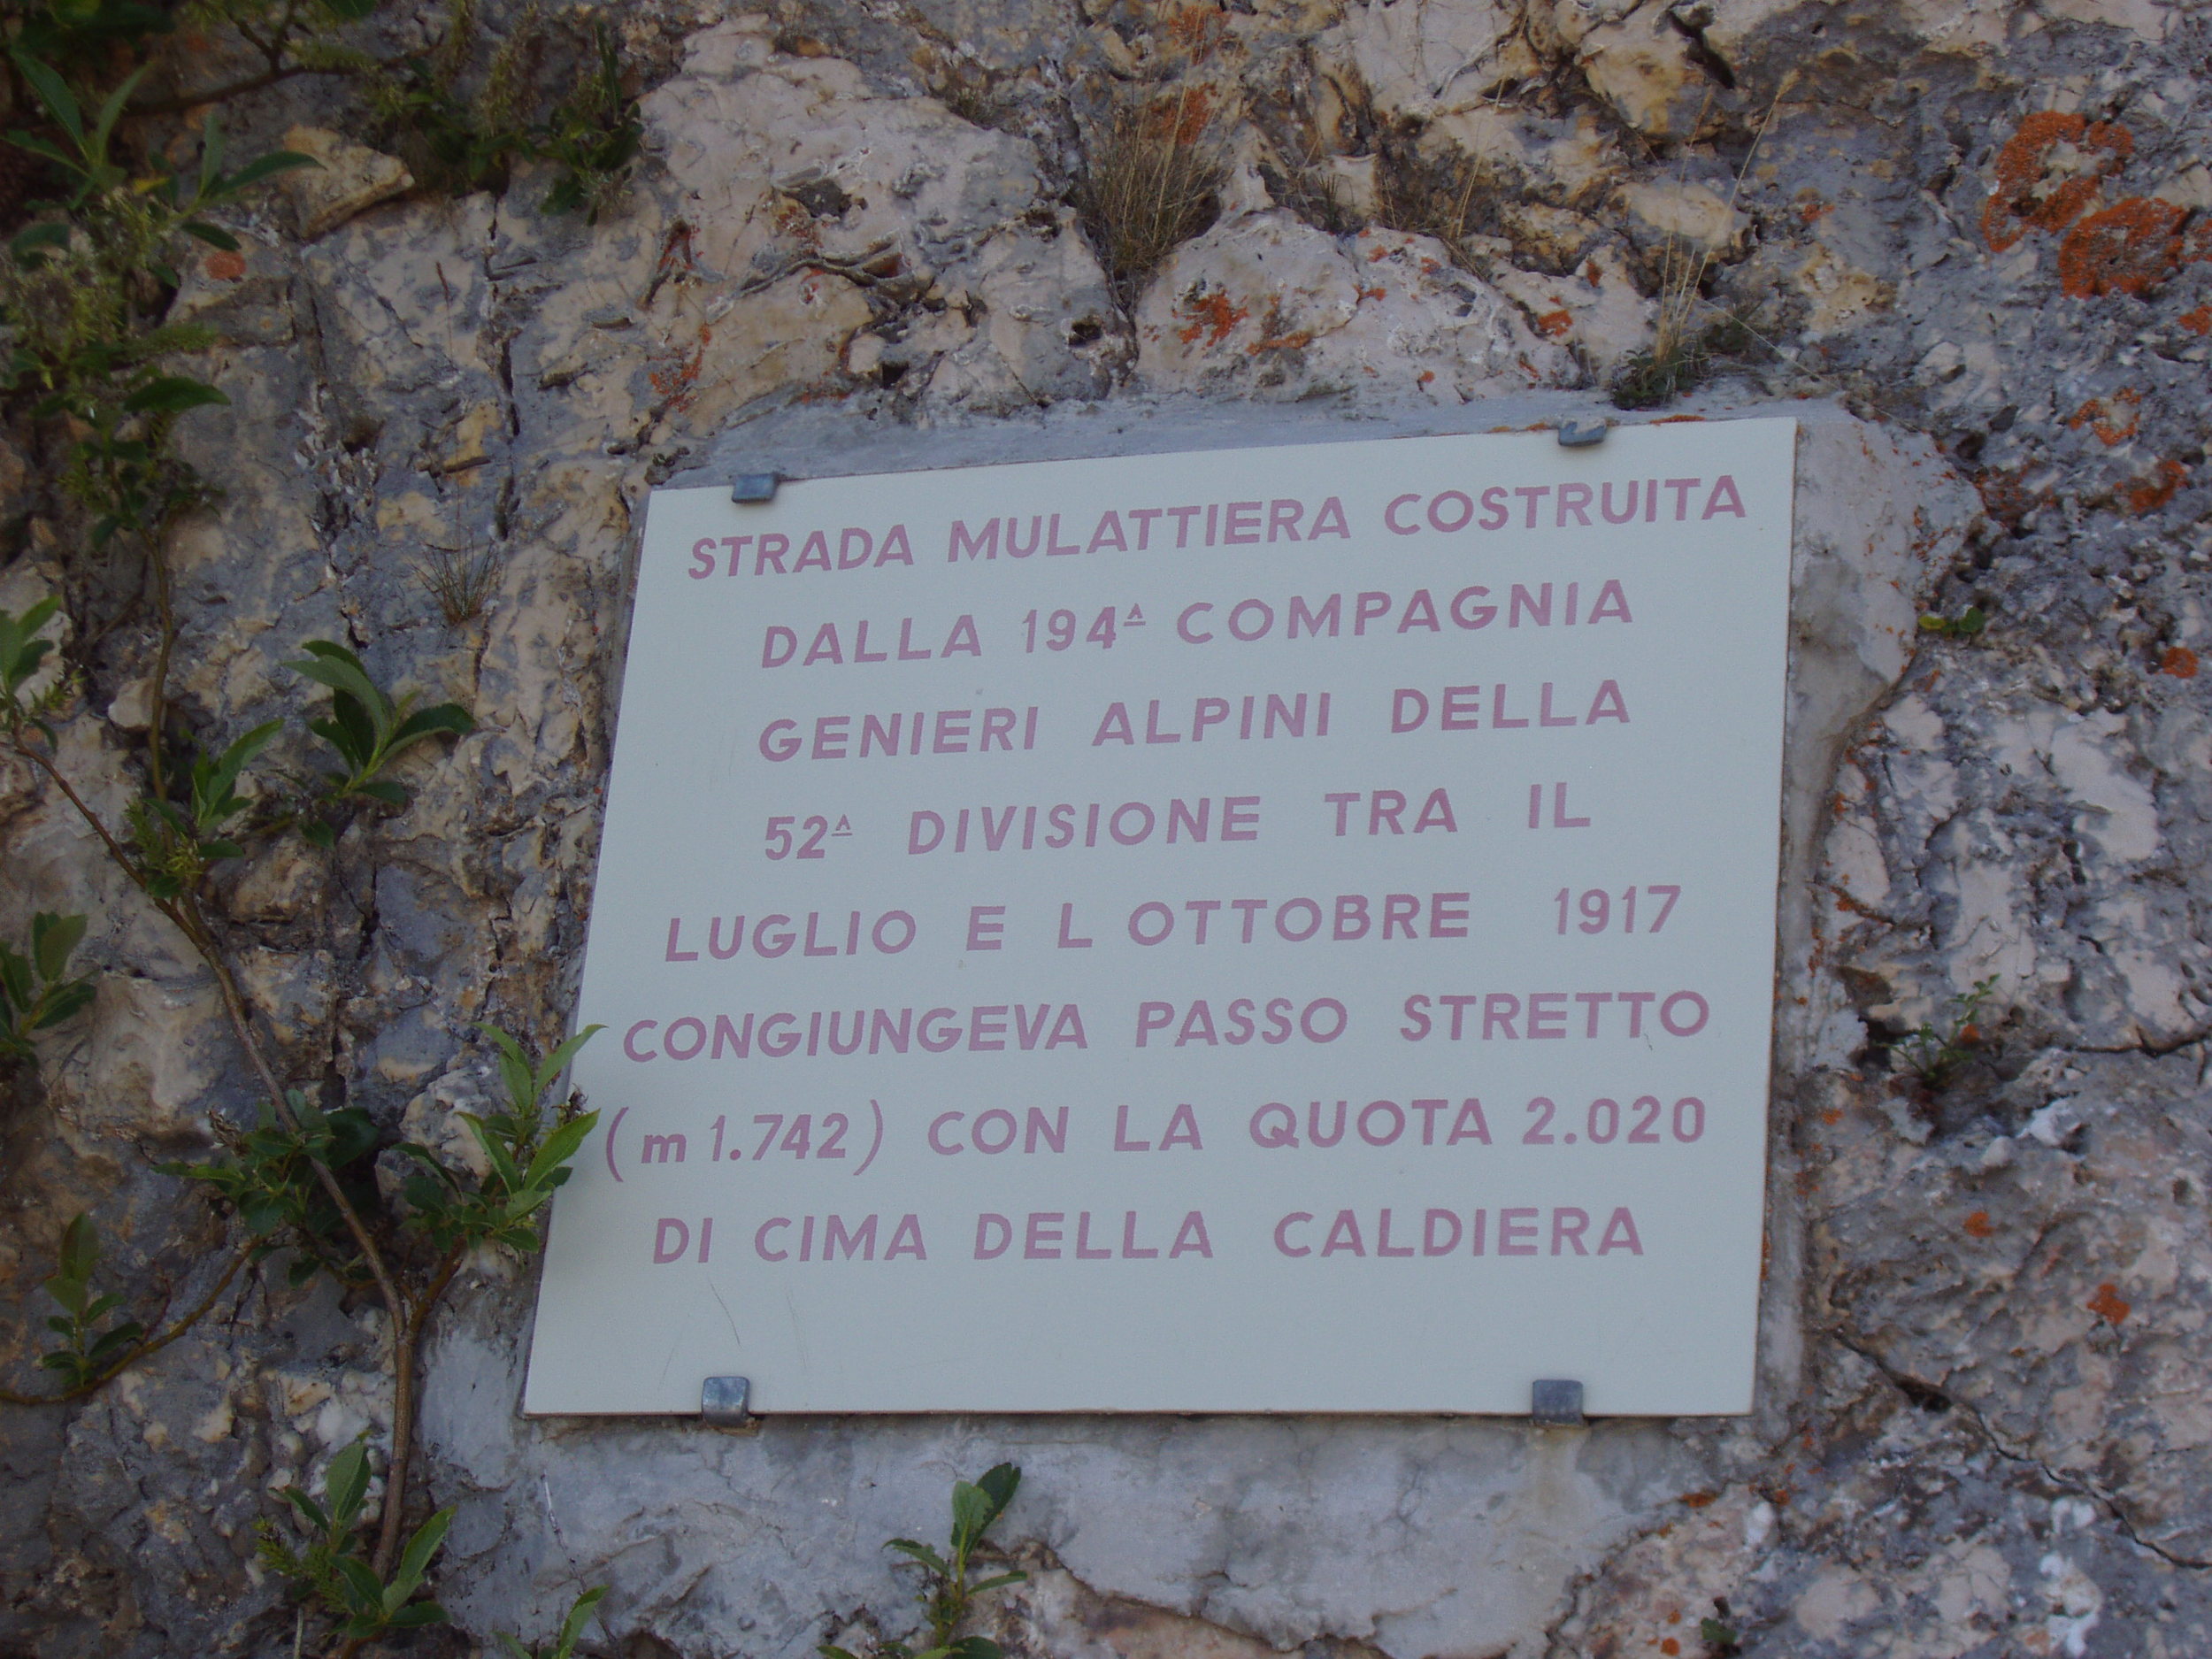 STRADA MULATTIERA COSTRUITA
DALLA 194ᴬ COMPAGNIA
GENIERI ALPINI DELLA
52ᴬ DIVISIONE TRA IL
LUGLIO E L OTTOBRE 1917
CONGIUNGEVA PASSO STRETTO
(m 1.742) CON LA QUOTA 2.020
DI CIMA DELLA CALDIERA